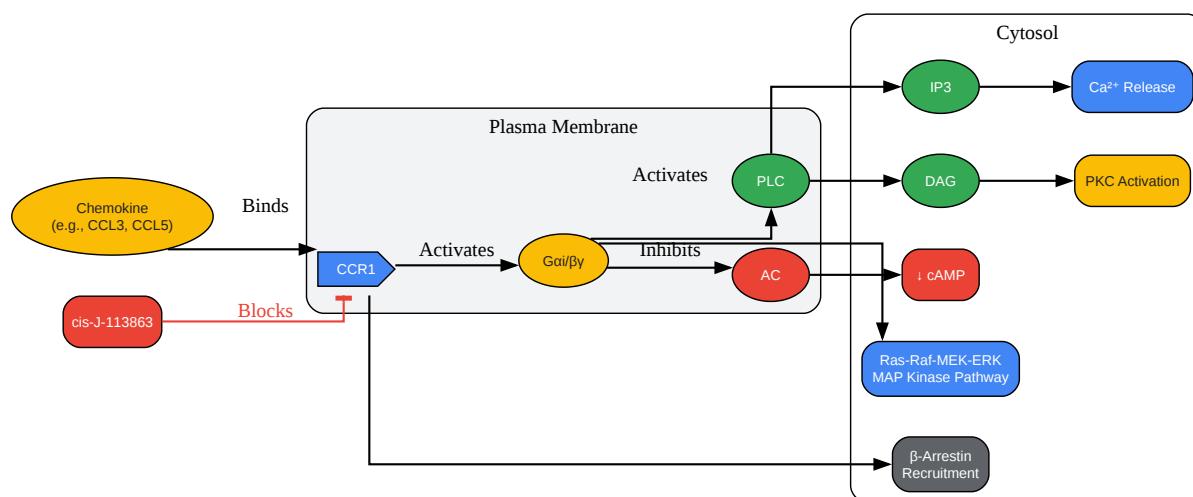 Cytosol
IP3
Ca²⁺ Release
Plasma Membrane
Activates
PLC
DAG
PKC Activation
Chemokine
(e.g., CCL3, CCL5)
Binds
CCR1
Activates
Gαi/βγ
Inhibits
AC
↓ cAMP
cis-J-113863
Blocks
Ras-Raf-MEK-ERK
MAP Kinase Pathway
β-Arrestin
Recruitment